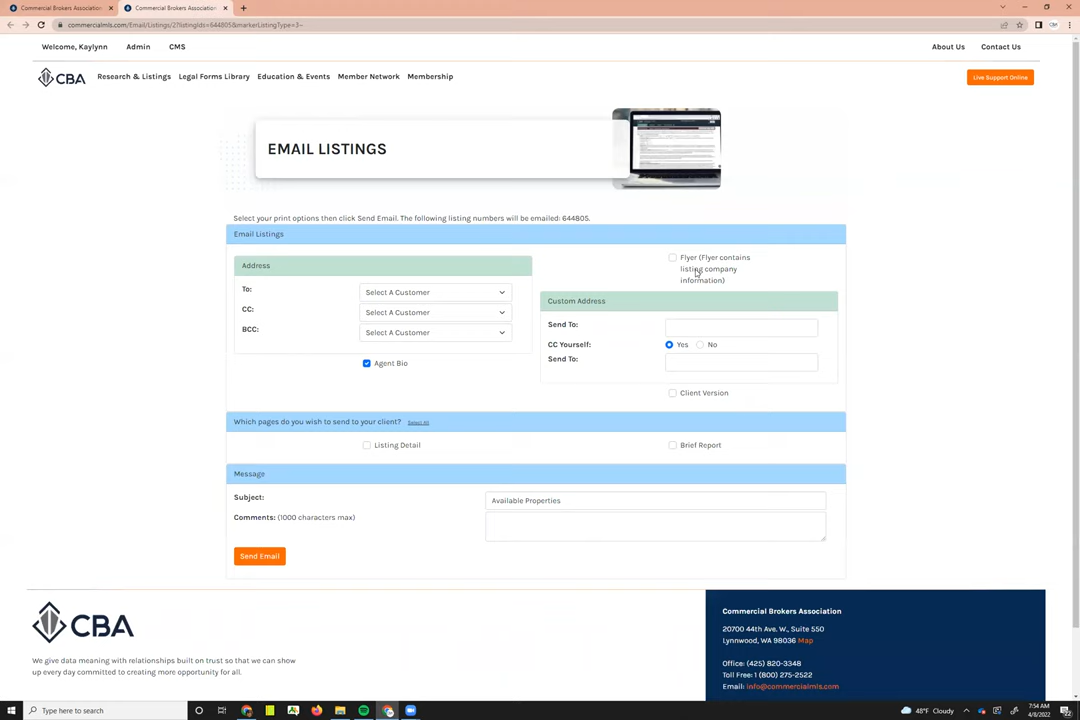 Commercial Brokers Association
Commercial Brokers Association
commercialmls.com/Email/Listings/2?listingIds=644805&markerListingType=3~
Welcome, Kaylynn
Admin
CMS
About Us
Contact Us
CBA
Research & Listings
Legal Forms Library
Education & Events
Member Network
Membership
Live Support Online
EMAIL LISTINGS
Select your print options then click Send Email. The following listing numbers will be emailed: 644805.
Email Listings
Address
To:
Select A Customer
CC:
Select A Customer
BCC:
Select A Customer
Agent Bio
Flyer (Flyer contains
listing company
information)
Custom Address
Send To:
CC Yourself:
Yes
No
Send To:
Client Version
Which pages do you wish to send to your client?
Select All
Listing Detail
Brief Report
Message
Subject:
Available Properties
Comments: (1000 characters max)
Send Email
CBA
We give data meaning with relationships built on trust so that we can show
up every day committed to creating more opportunity for all.
Commercial Brokers Association
20700 44th Ave. W., Suite 550
Lynnwood, WA 98036 Map
Office: (425) 820-3348
Toll Free: 1 (800) 275-2522
Email: info@commercialmls.com
Type here to search
48°F Cloudy
7:54 AM
4/8/2022